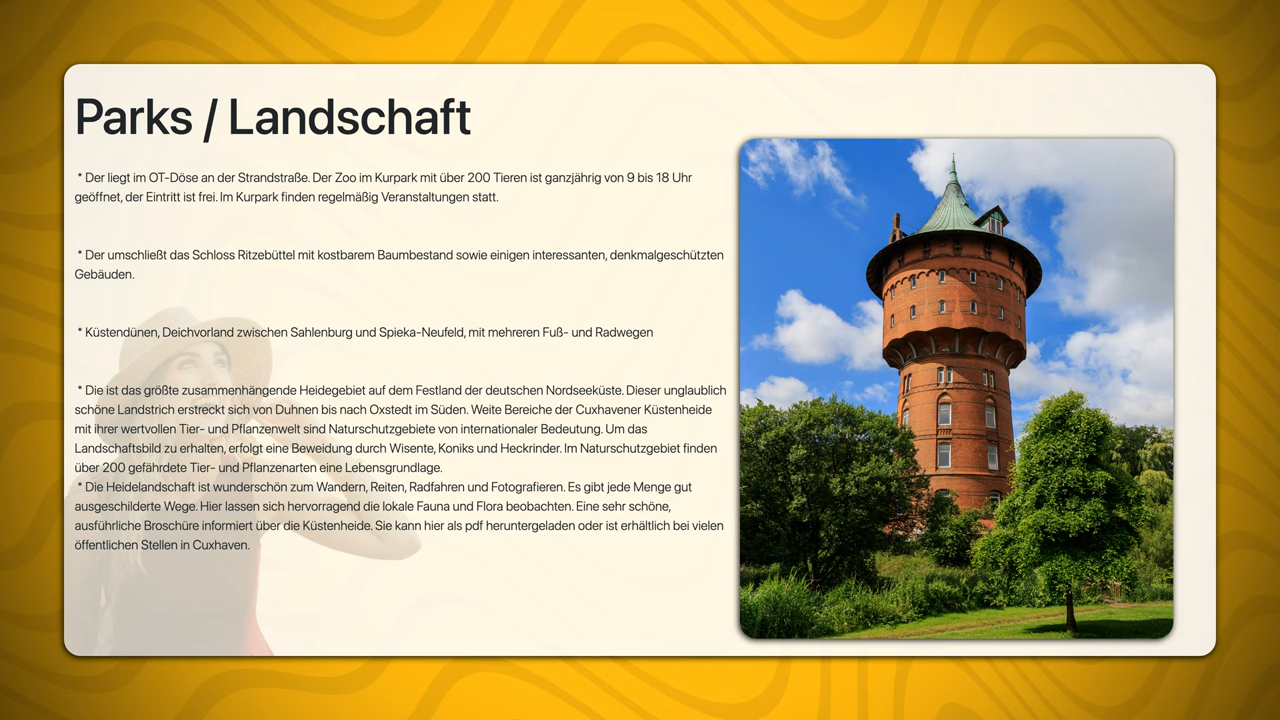 Parks / Landschaft
* Der liegt im OT-Döse an der Strandstraße. Der Zoo im Kurpark mit über 200 Tieren ist ganzjährig von 9 bis 18 Uhr
geöffnet, der Eintritt ist frei. Im Kurpark finden regelmäßig Veranstaltungen statt.
* Der umschließt das Schloss Ritzebüttel mit kostbarem Baumbestand sowie einigen interessanten, denkmalgeschützten
Gebäuden.
* Küstendünen, Deichvorland zwischen Sahlenburg und Spieka-Neufeld, mit mehreren Fuß- und Radwegen
* Die ist das größte zusammenhängende Heidegebiet auf dem Festland der deutschen Nordseeküste. Dieser unglaublich
schöne Landstrich erstreckt sich von Duhnen bis nach Oxstedt im Süden. Weite Bereiche der Cuxhavener Küstenheide
mit ihrer wertvollen Tier- und Pflanzenwelt sind Naturschutzgebiete von internationaler Bedeutung. Um das
Landschaftsbild zu erhalten, erfolgt eine Beweidung durch Wisente, Koniks und Heckrinder. Im Naturschutzgebiet finden
über 200 gefährdete Tier- und Pflanzenarten eine Lebensgrundlage.
* Die Heidelandschaft ist wunderschön zum Wandern, Reiten, Radfahren und Fotografieren. Es gibt jede Menge gut
ausgeschilderte Wege. Hier lassen sich hervorragend die lokale Fauna und Flora beobachten. Eine sehr schöne,
ausführliche Broschüre informiert über die Küstenheide. Sie kann hier als pdf heruntergeladen oder ist erhältlich bei vielen
öffentlichen Stellen in Cuxhaven.